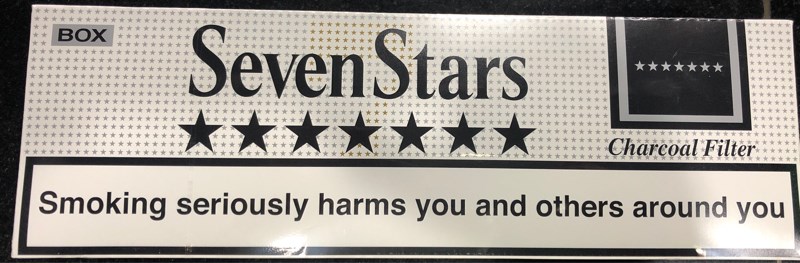 BOX
SevenStars
Charcoal Filter
Smoking seriously harms you and others around you